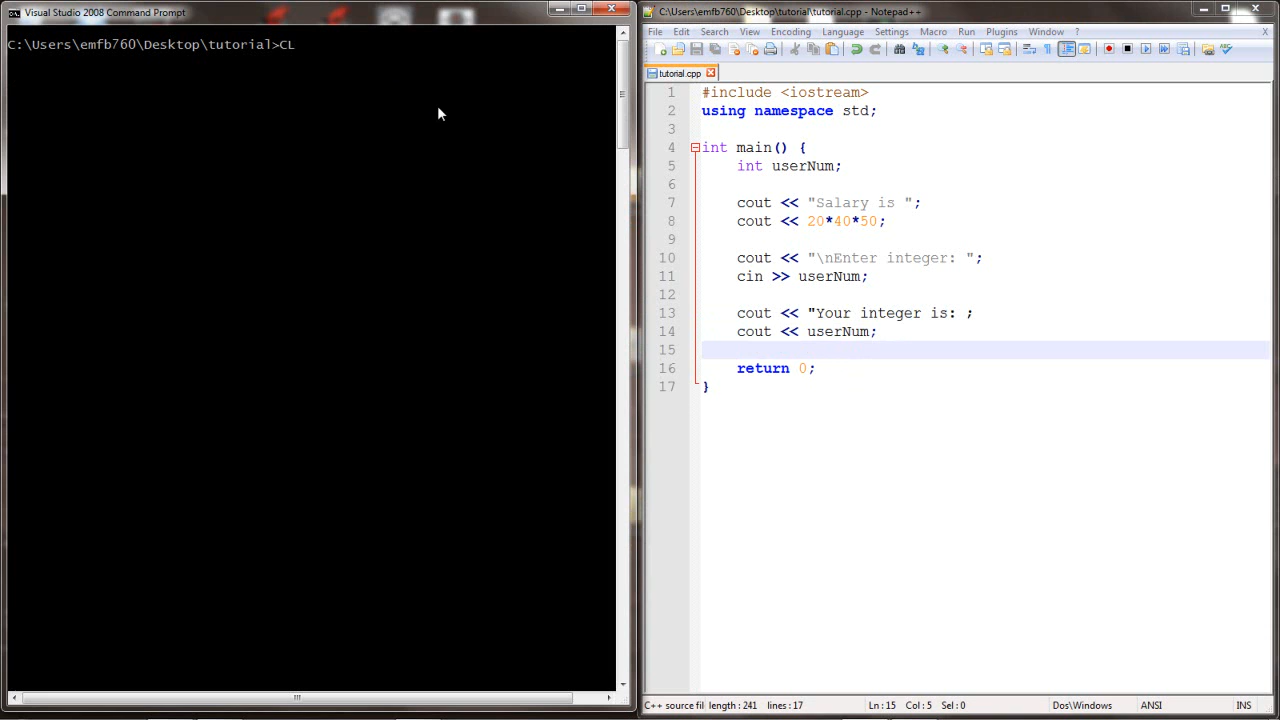 Visual Studio 2008 Command Prompt
C:\Users\emfb760\Desktop\tutorial>CL
C:\Users\emfb760\Desktop\tutorial\tutorial.cpp - Notepad++
File Edit Search View Encoding Language Settings Macro Run Plugins Window ? X
tutorial.cpp
1 #include <iostream>
2 using namespace std;
3
4 int main() {
5 int userNum;
6
7 cout << "Salary is ";
8 cout << 20*40*50;
9
10 cout << "\nEnter integer: ";
11 cin >> userNum;
12
13 cout << "Your integer is: ;
14 cout << userNum;
15
16 return 0;
17 }
C++ source fil length : 241 lines : 17 Ln : 15 Col : 5 Sel : 0 Dos\Windows ANSI INS